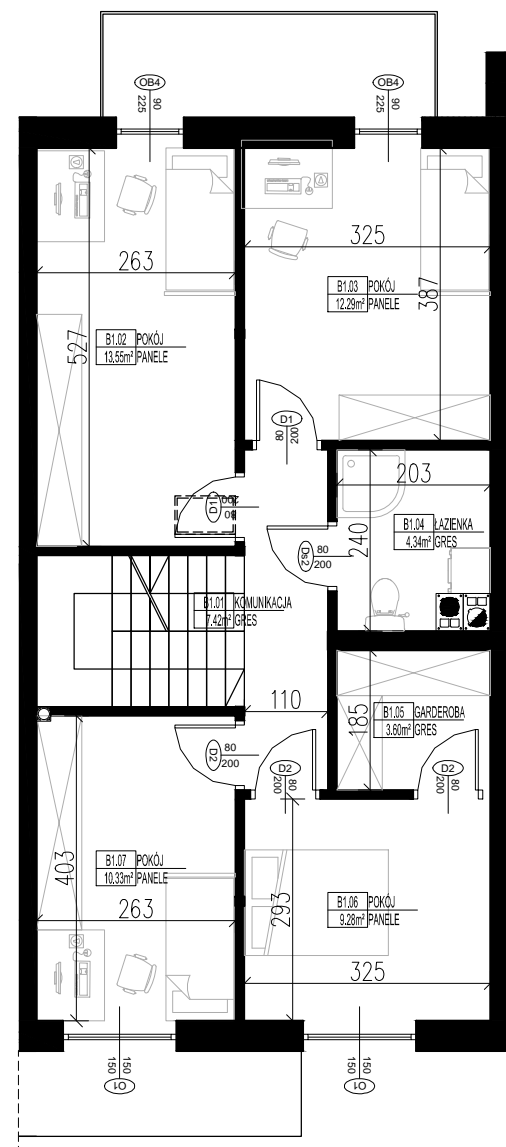 OB4
90
225
OB4
90
225
263
325
527
387
B1.02 POKÓJ
13,55m² PANELE
B1.03 POKÓJ
12.29m² PANELE
D1
80
200
D1
80
200
203
240
B1.04 ŁAZIENKA
4,34m² GRES
Ds2
80
200
B1.01 KOMUNIKACJA
7.42m² GRES
110
185
B1.05 GARDEROBA
3.60m² GRES
D2
80
200
D2
80
200
D2
80
200
403
B1.07 POKÓJ
10,33m² PANELE
263
293
B1.06 POKÓJ
9.28m² PANELE
325
O1
150
150
O1
150
150